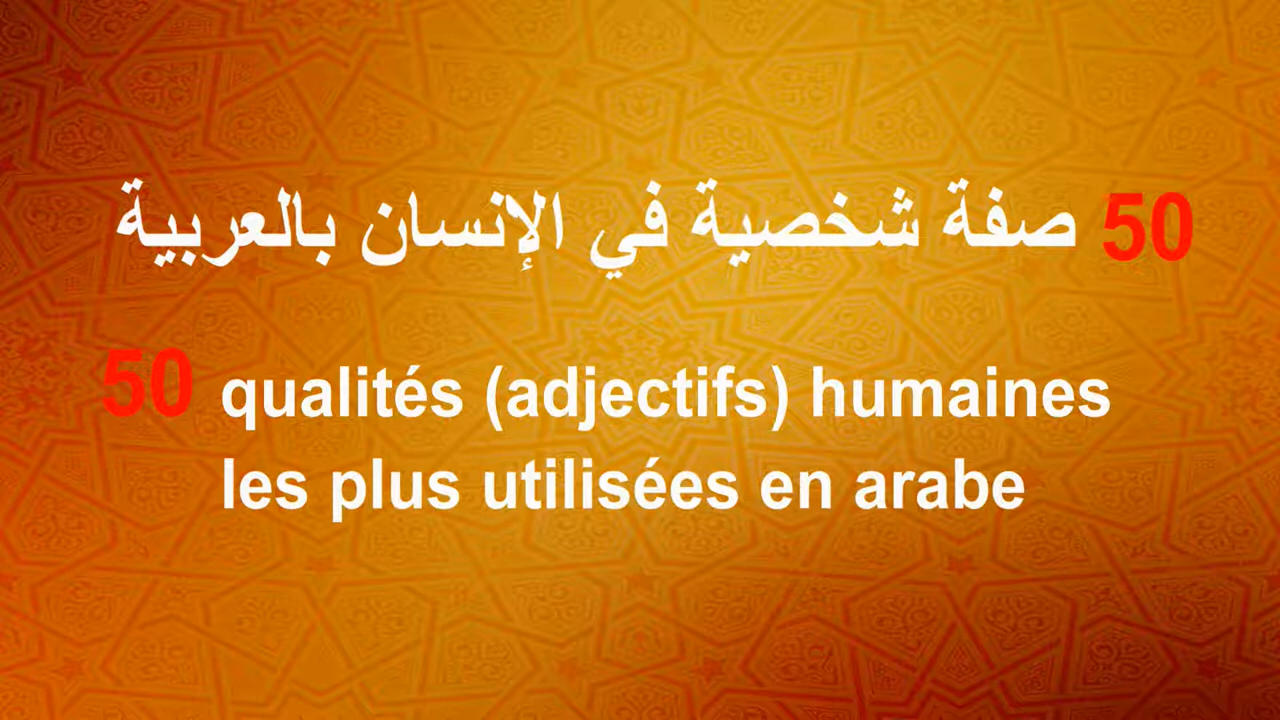 50 صفة شخصية في الإنسان بالعربية
50 qualités (adjectifs) humaines
les plus utilisées en arabe